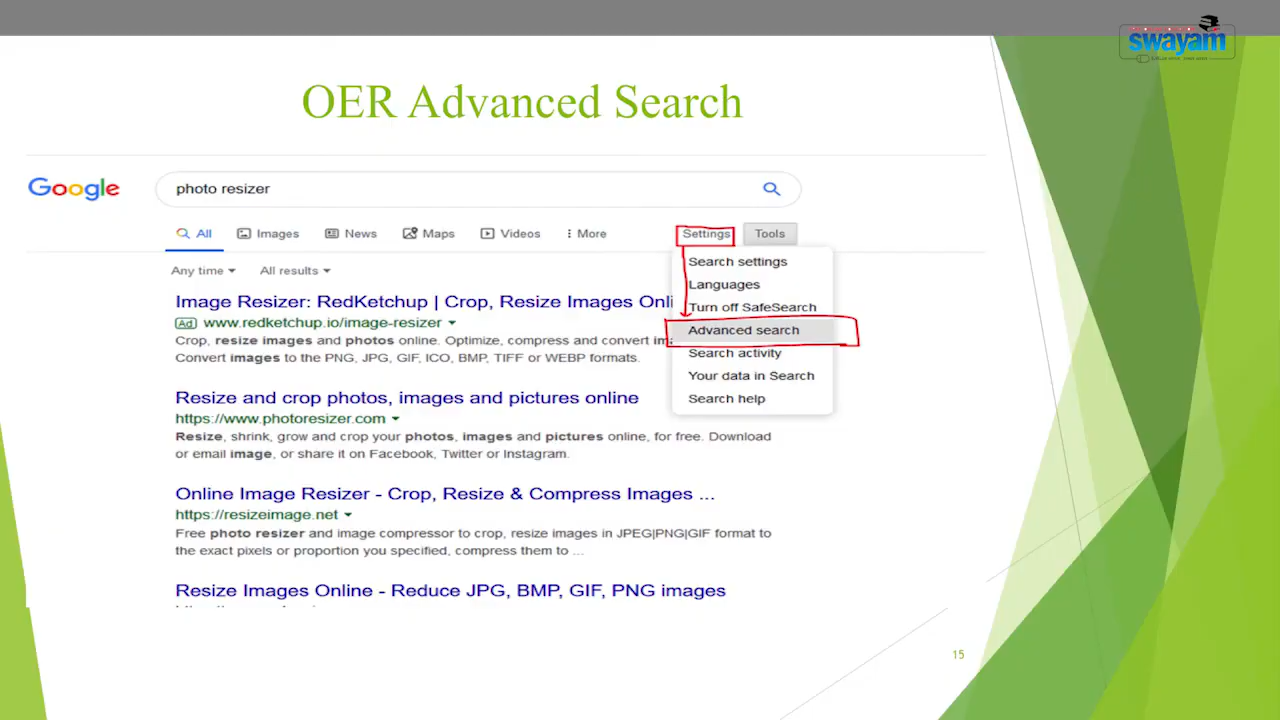 swayam
OER Advanced Search
Google
photo resizer
All Images News Maps Videos More Settings Tools
Any time All results
Search settings
Languages
Turn off SafeSearch
Advanced search
Search activity
Your data in Search
Search help
Image Resizer: RedKetchup | Crop, Resize Images Onli
Ad www.redketchup.io/image-resizer
Crop, resize images and photos online. Optimize, compress and convert
Convert images to the PNG, JPG, GIF, ICO, BMP, TIFF or WEBP formats.
Resize and crop photos, images and pictures online
https://www.photoresizer.com
Resize, shrink, grow and crop your photos, images and pictures online, for free. Download
or email image, or share it on Facebook, Twitter or Instagram.
Online Image Resizer - Crop, Resize & Compress Images ...
https://resizeimage.net
Free photo resizer and image compressor to crop, resize images in JPEG|PNG|GIF format to
the exact pixels or proportion you specified, compress them to ...
Resize Images Online - Reduce JPG, BMP, GIF, PNG images
15